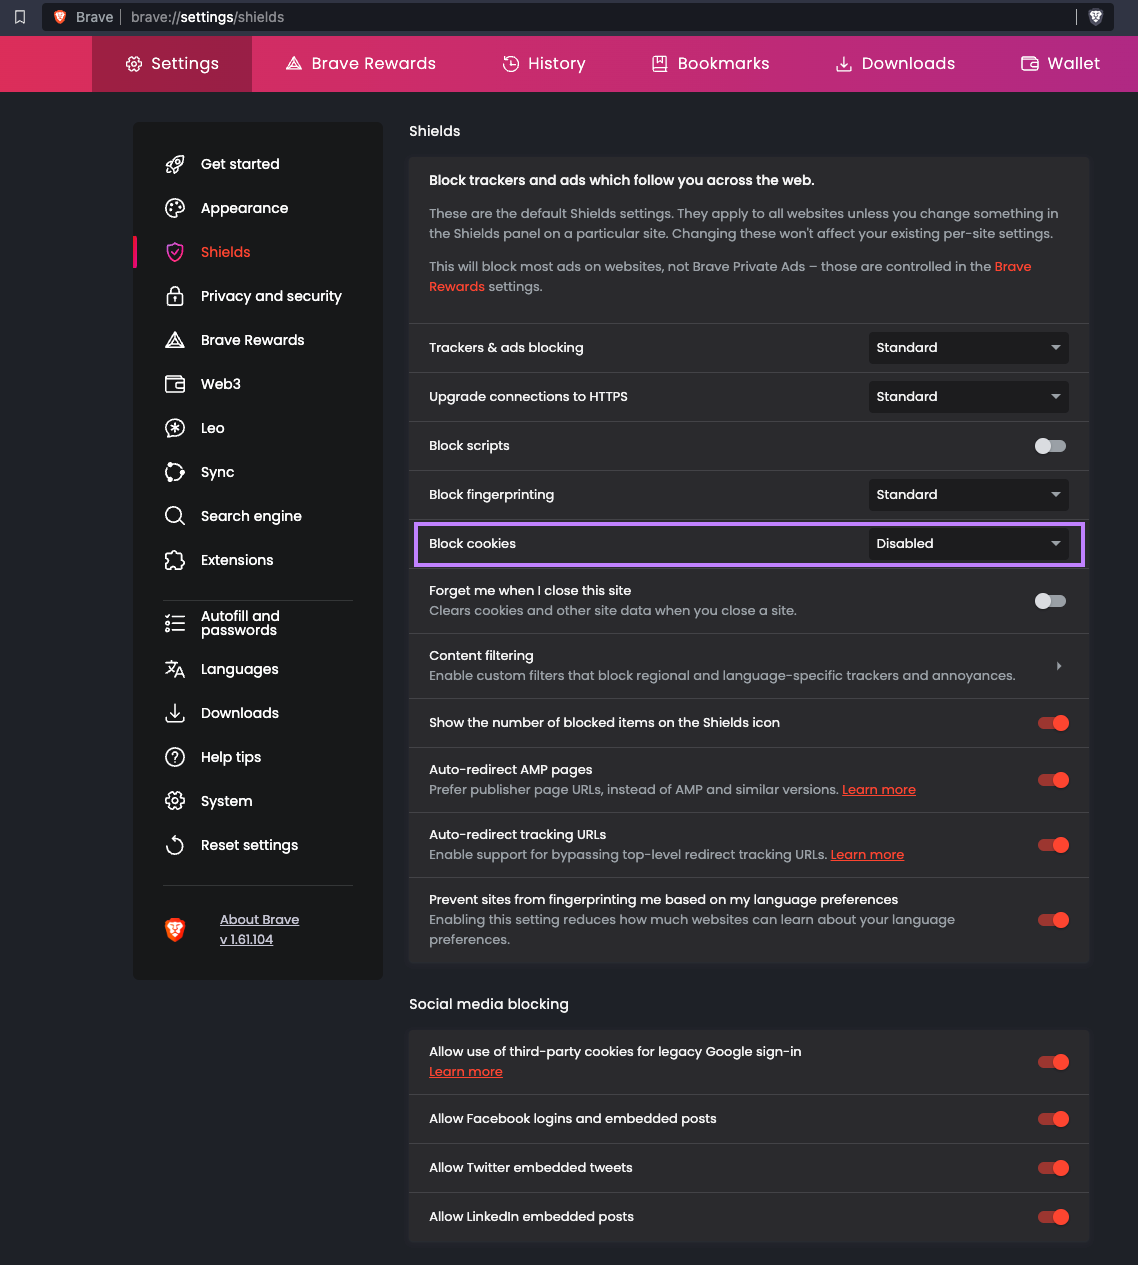 Brave brave://settings/shields
Settings Brave Rewards History Bookmarks Downloads Wallet
Get started
Appearance
Shields
Privacy and security
Brave Rewards
Web3
Leo
Sync
Search engine
Extensions
Autofill and
passwords
Languages
Downloads
Help tips
System
Reset settings
About Brave
v 1.61.104
Shields
Block trackers and ads which follow you across the web.
These are the default Shields settings. They apply to all websites unless you change something in
the Shields panel on a particular site. Changing these won't affect your existing per-site settings.
This will block most ads on websites, not Brave Private Ads – those are controlled in the Brave
Rewards settings.
Trackers & ads blocking Standard
Upgrade connections to HTTPS Standard
Block scripts
Block fingerprinting Standard
Block cookies Disabled
Forget me when I close this site
Clears cookies and other site data when you close a site.
Content filtering
Enable custom filters that block regional and language-specific trackers and annoyances.
Show the number of blocked items on the Shields icon
Auto-redirect AMP pages
Prefer publisher page URLs, instead of AMP and similar versions. Learn more
Auto-redirect tracking URLs
Enable support for bypassing top-level redirect tracking URLs. Learn more
Prevent sites from fingerprinting me based on my language preferences
Enabling this setting reduces how much websites can learn about your language
preferences.
Social media blocking
Allow use of third-party cookies for legacy Google sign-in
Learn more
Allow Facebook logins and embedded posts
Allow Twitter embedded tweets
Allow LinkedIn embedded posts